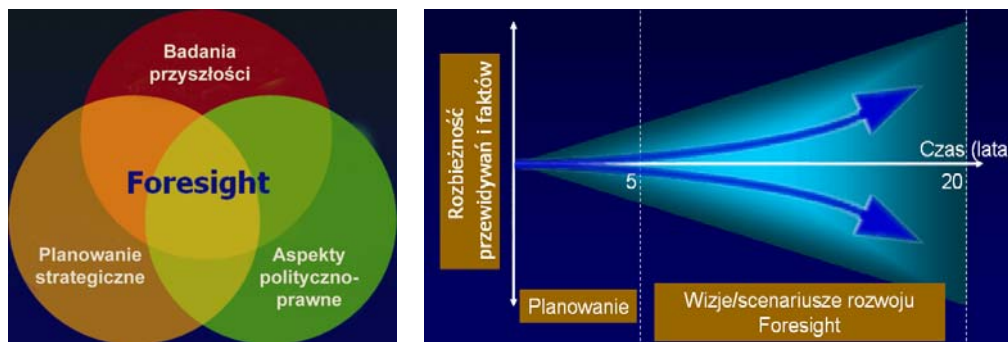 Badania
przyszłości
Foresight
Planowanie
strategiczne
Aspekty
polityczno-
prawne
Rozbieżność
przewidywań i faktów
Czas (lata
5
20
Planowanie
Wizje/scenariusze rozwoju
Foresight